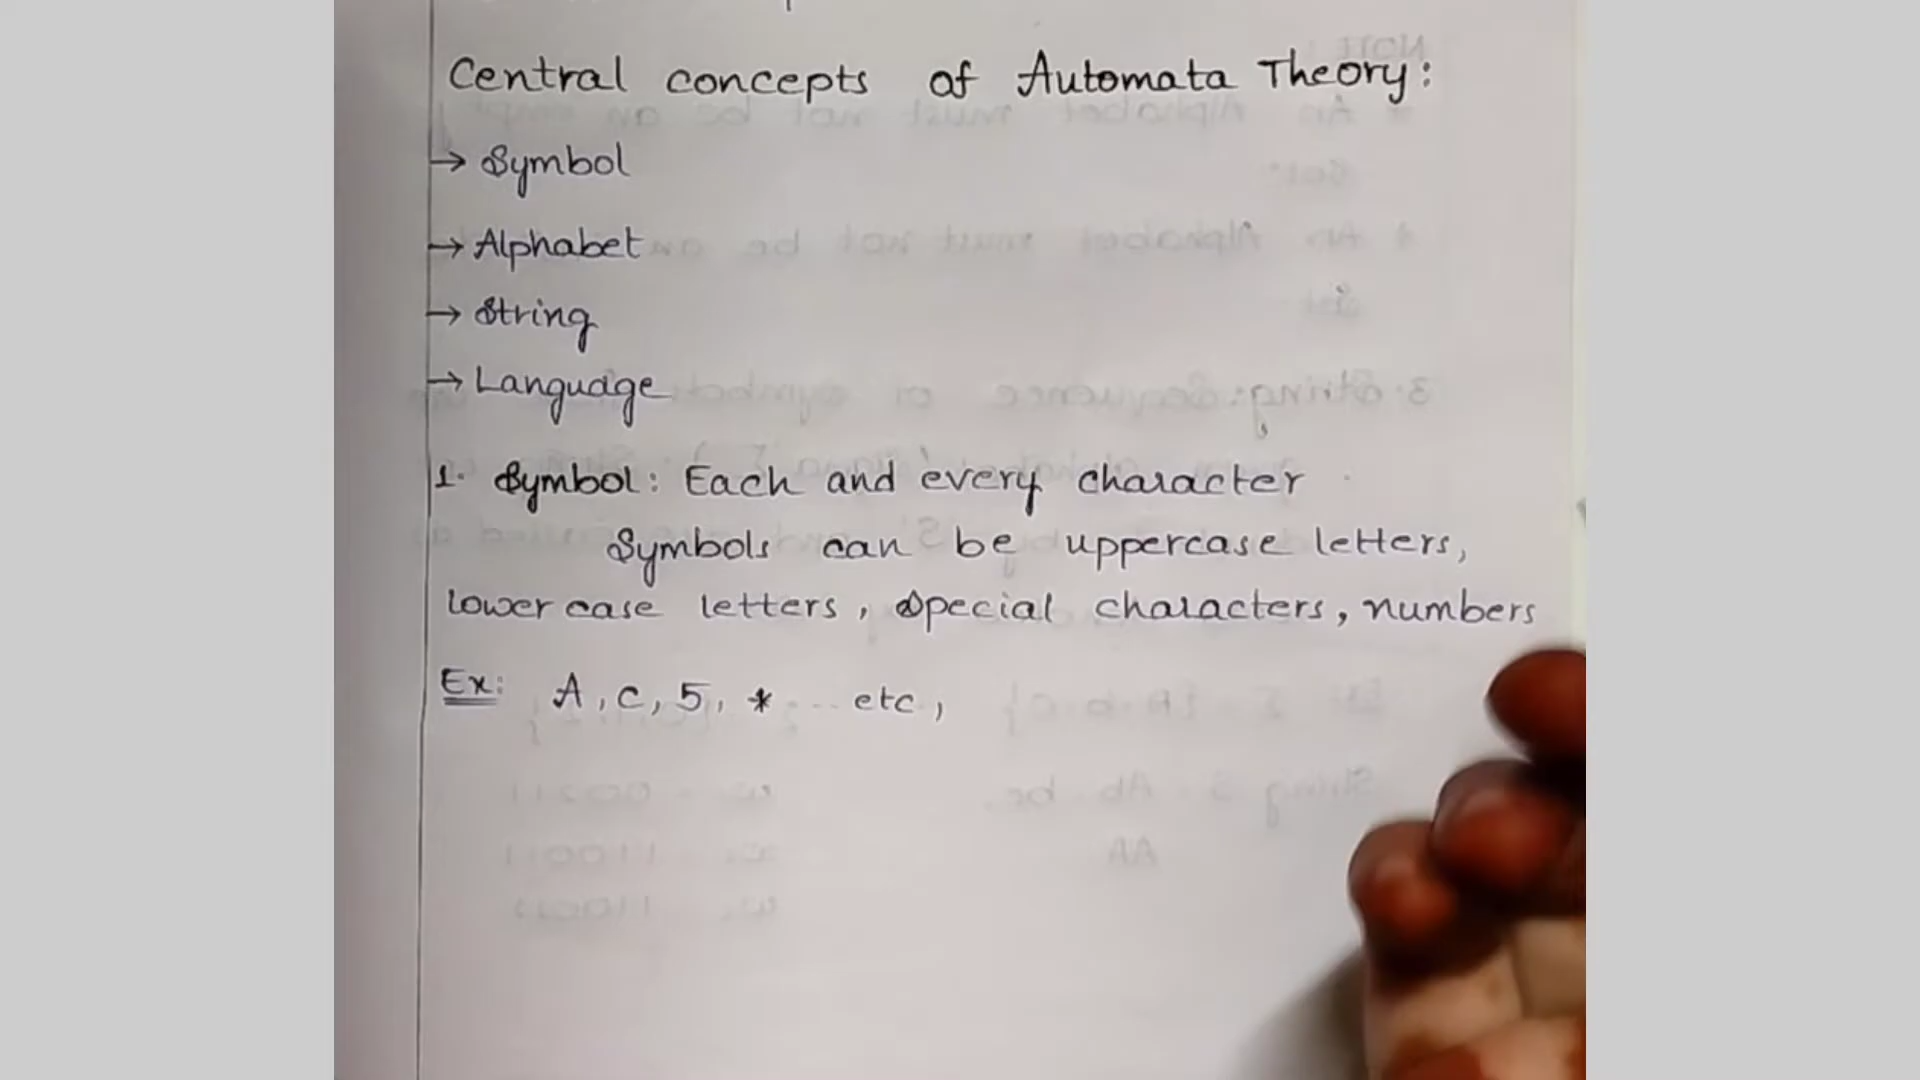 Central concepts of Automata Theory:
→ Symbol
→ Alphabet
→ String
→ Language
1. Symbol: Each and every character
Symbols can be uppercase letters,
lower case letters, special characters, numbers
Ex: A, c, 5, * ... etc,